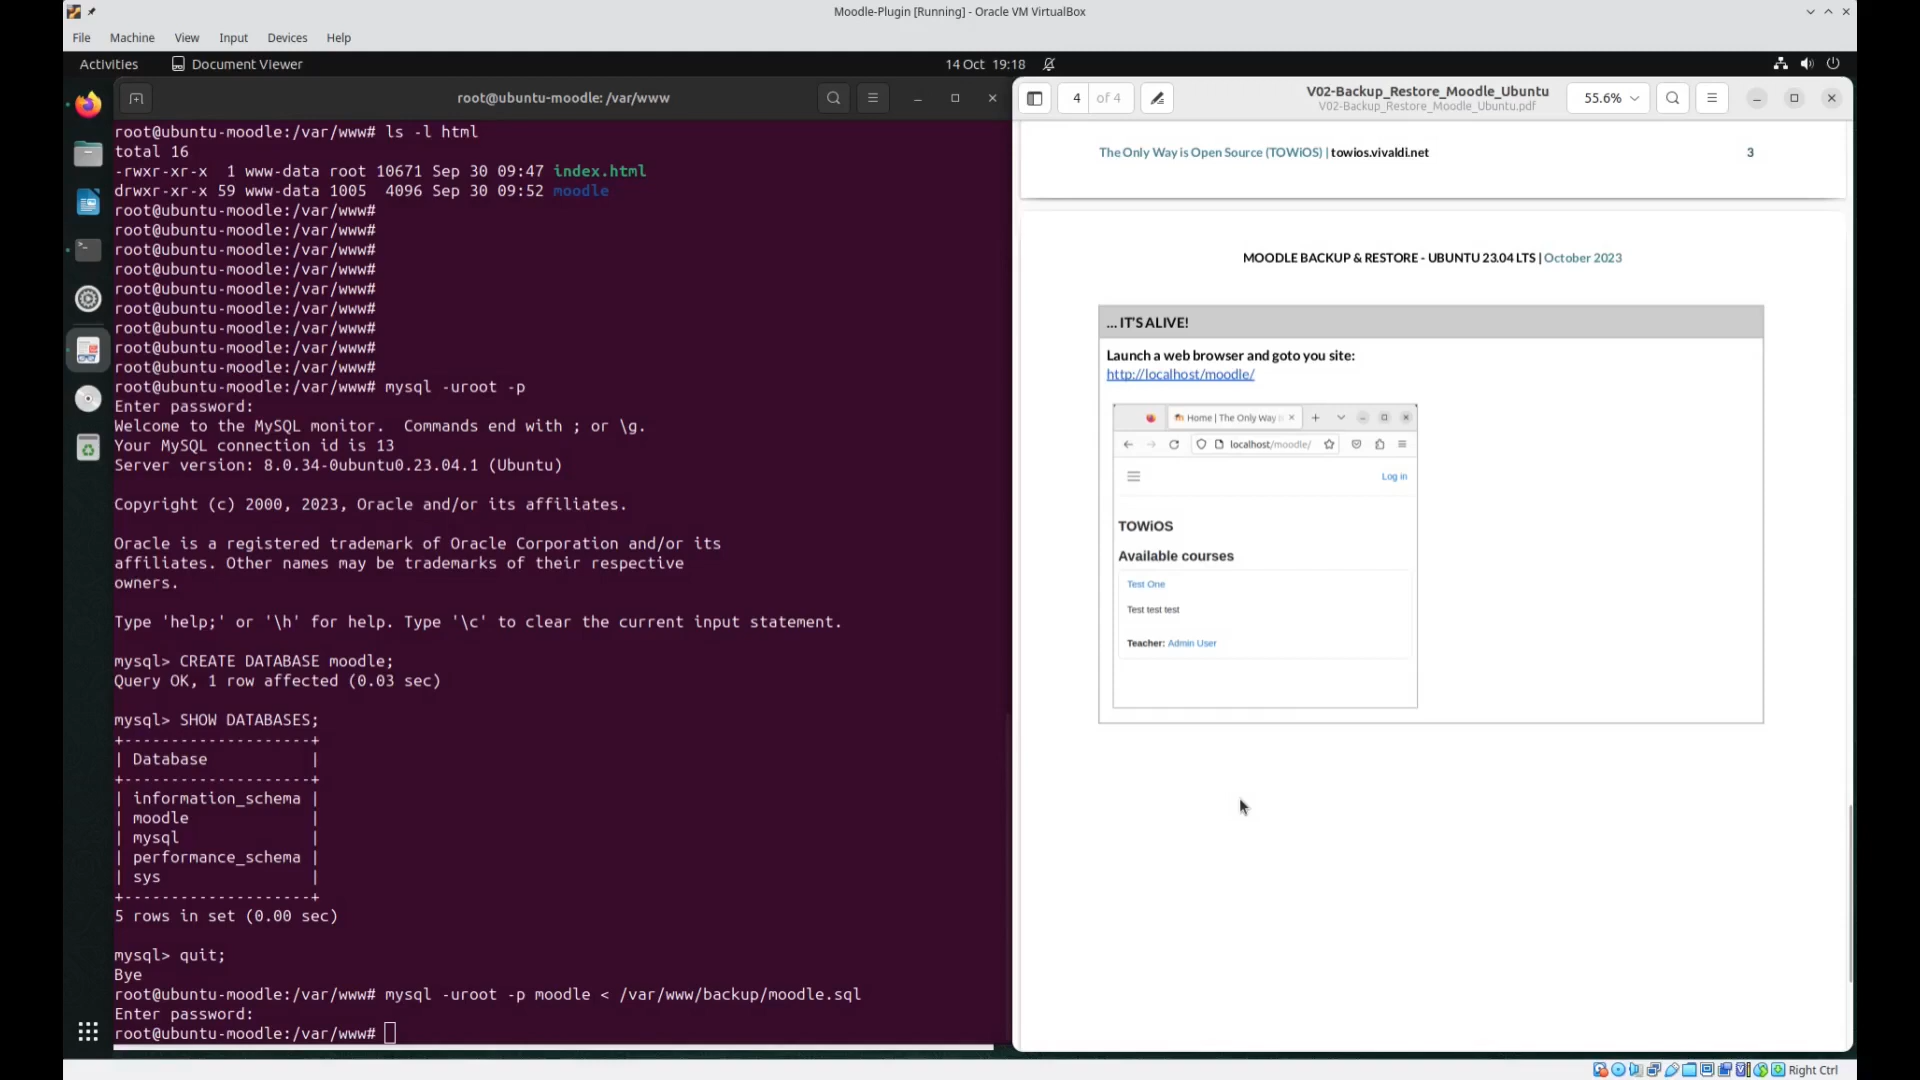 Moodle-Plugin [Running] - Oracle VM VirtualBox
File Machine View Input Devices Help
Activities Document Viewer 14 Oct 19:18
root@ubuntu-moodle: /var/www
root@ubuntu-moodle:/var/www# ls -l html
total 16
-rwxr-xr-x  1 www-data root 10671 Sep 30 09:47 index.html
drwxr-xr-x 59 www-data 1005  4096 Sep 30 09:52 moodle
root@ubuntu-moodle:/var/www#
root@ubuntu-moodle:/var/www#
root@ubuntu-moodle:/var/www#
root@ubuntu-moodle:/var/www#
root@ubuntu-moodle:/var/www#
root@ubuntu-moodle:/var/www#
root@ubuntu-moodle:/var/www#
root@ubuntu-moodle:/var/www#
root@ubuntu-moodle:/var/www#
root@ubuntu-moodle:/var/www# mysql -uroot -p
Enter password:
Welcome to the MySQL monitor.  Commands end with ; or \g.
Your MySQL connection id is 13
Server version: 8.0.34-0ubuntu0.23.04.1 (Ubuntu)
Copyright (c) 2000, 2023, Oracle and/or its affiliates.
Oracle is a registered trademark of Oracle Corporation and/or its
affiliates. Other names may be trademarks of their respective
owners.
Type 'help;' or '\h' for help. Type '\c' to clear the current input statement.
mysql> CREATE DATABASE moodle;
Query OK, 1 row affected (0.03 sec)
mysql> SHOW DATABASES;
+--------------------+
| Database           |
+--------------------+
| information_schema |
| moodle             |
| mysql              |
| performance_schema |
| sys                |
+--------------------+
5 rows in set (0.00 sec)
mysql> quit;
Bye
root@ubuntu-moodle:/var/www# mysql -uroot -p moodle < /var/www/backup/moodle.sql
Enter password:
root@ubuntu-moodle:/var/www#
4 of 4
V02-Backup_Restore_Moodle_Ubuntu
V02-Backup_Restore_Moodle_Ubuntu.pdf
55.6%
The Only Way is Open Source (TOWiOS) | towios.vivaldi.net 3
MOODLE BACKUP & RESTORE - UBUNTU 23.04 LTS | October 2023
... IT'S ALIVE!
Launch a web browser and goto you site:
http://localhost/moodle/
Home | The Only Way
localhost/moodle/
Log in
TOWiOS
Available courses
Test One
Test test test
Teacher: Admin User
Right Ctrl